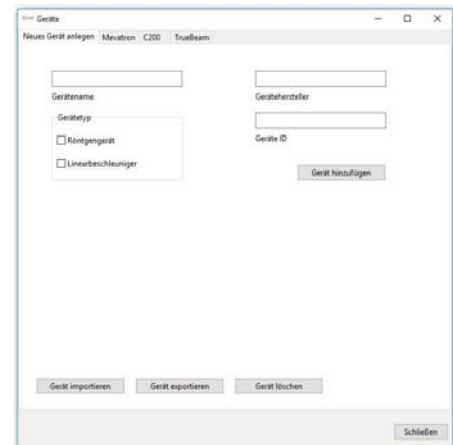 Geräte
Neues Gerät anlegen Mevatron C200 TrueBeam
Gerätename Gerätehersteller
Gerätetyp
Geräte ID
Röntgengerät
Linearbeschleuniger
Gerät hinzufügen
Gerät importieren Gerät exportieren Gerät löschen
Schließen